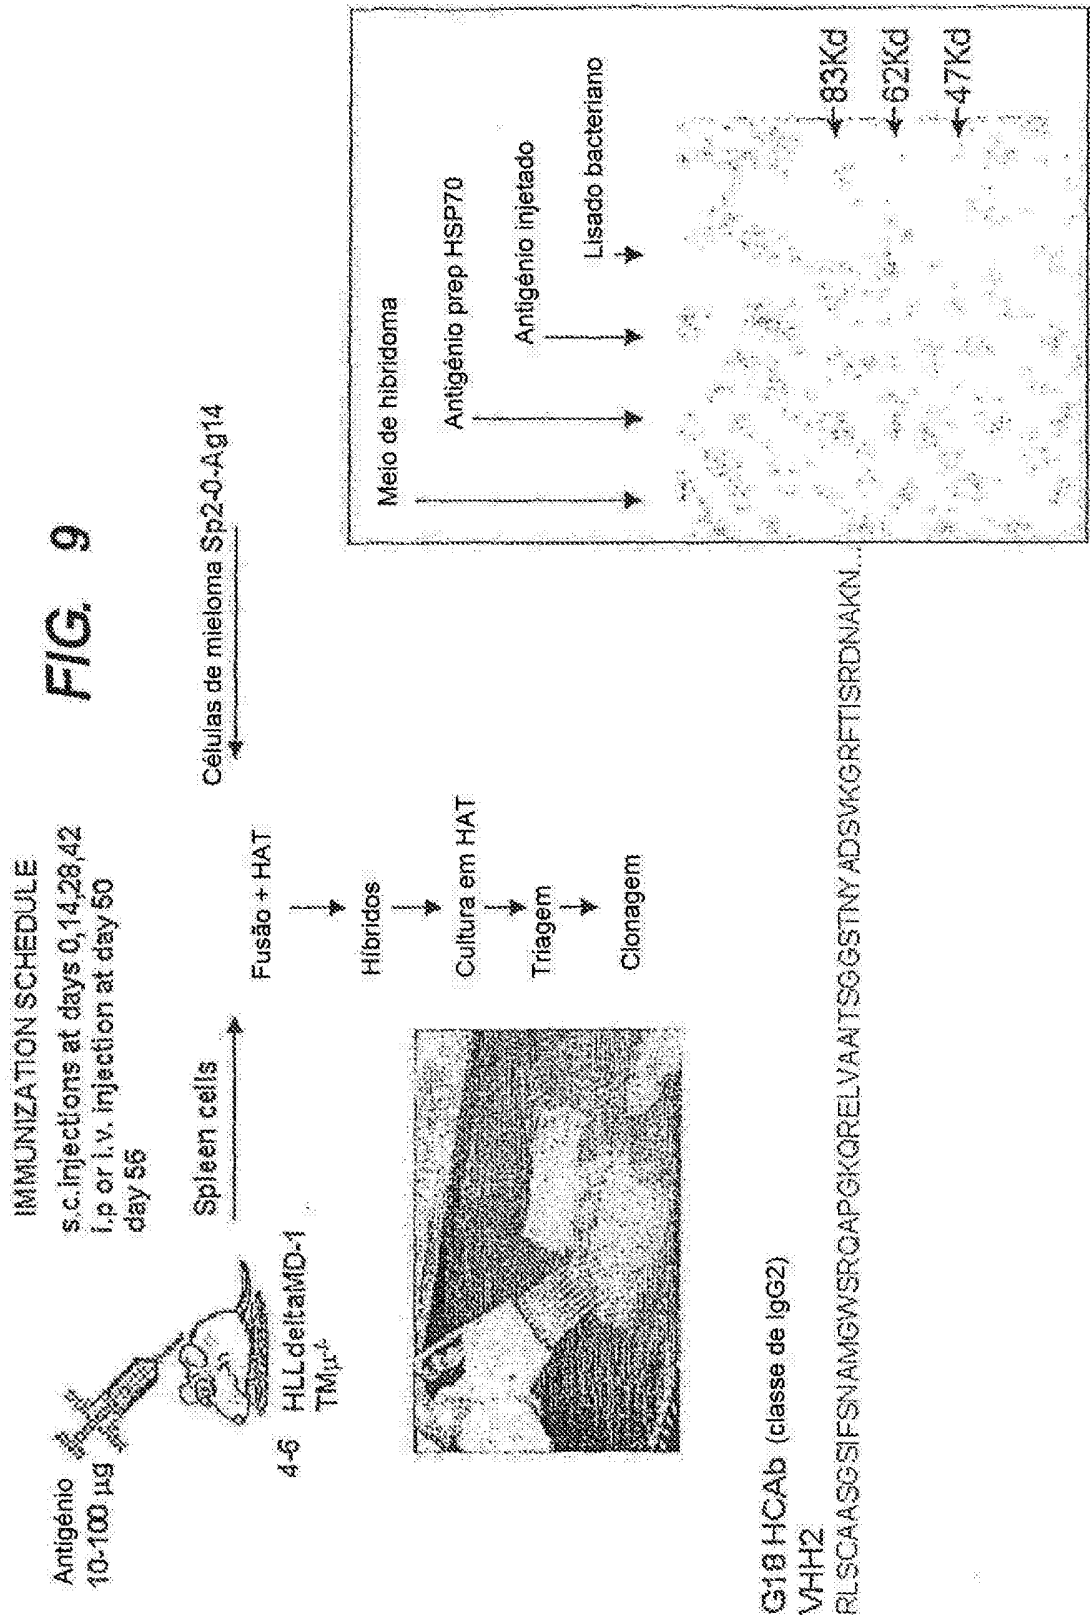 FIG. 9
IMMUNIZATION SCHEDULE
s.c. injections at days 0,14,28,42
i.p or i.v. injection at day 50
day 56
Antigénio
10-100 µg
4-6 HLL deltaMD-1
TMµ-/-
Spleen cells
Células de mieloma Sp2-0-Ag14
Fusão + HAT
Híbridos
Cultura em HAT
Triagem
Clonagem
Meio de hibridoma
Antigénio prep HSP70
Antigénio injetado
Lisado bacteriano
83Kd
62Kd
47Kd
G18 HCAb (classe de IgG2)
VHH2
RLSCAASGSIFSNAMGWSRQAPGKQRELVAAITSGGSTNYADSVKGRFTISRDNAKN...